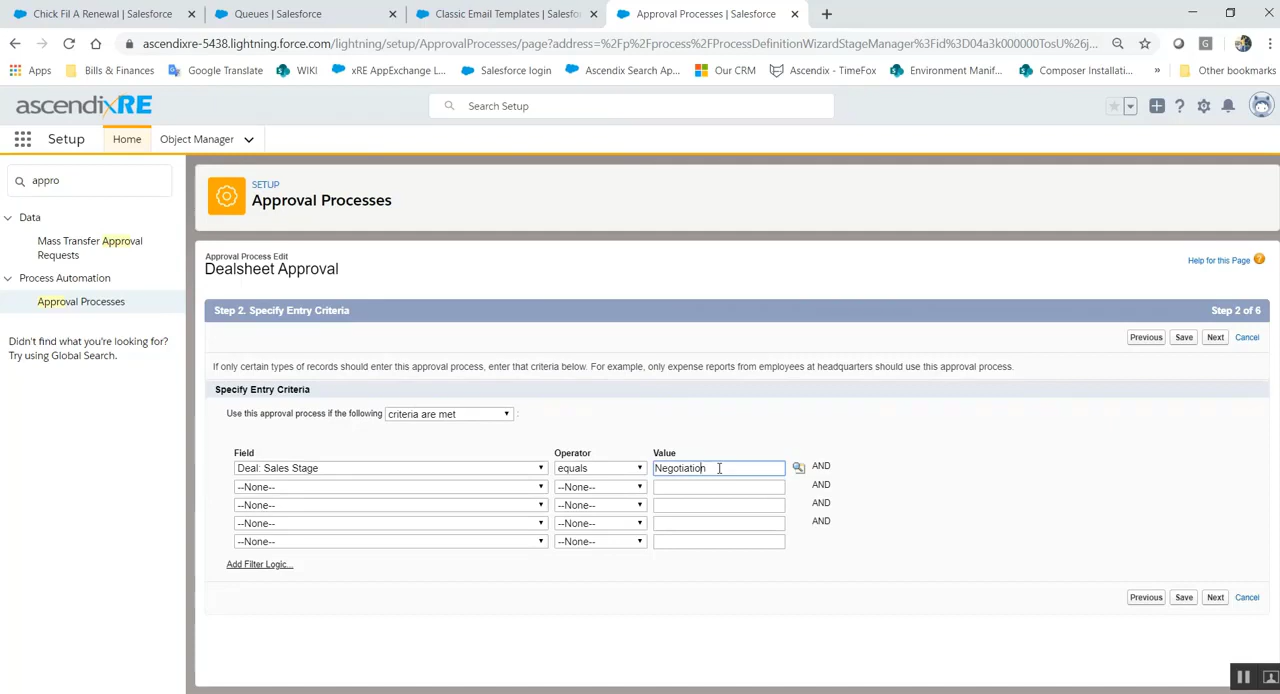 Chick Fil A Renewal | Salesforce
Queues | Salesforce
Classic Email Templates | Salesfo
Approval Processes | Salesforce
ascendixre-5438.lightning.force.com/lightning/setup/ApprovalProcesses/page?address=%2Fp%2Fprocess%2FProcessDefinitionWizardStageManager%3Fid%3D04a3k000000TosU%26j...
Apps
Bills & Finances
Google Translate
WIKI
xRE AppExchange L...
Salesforce login
Ascendix Search Ap...
Our CRM
Ascendix - TimeFox
Environment Manif...
Composer Installati...
»
Other bookmarks
ascendixRE
Search Setup
Setup
Home
Object Manager
appro
Data
Mass Transfer Approval
Requests
Process Automation
Approval Processes
Didn't find what you're looking for?
Try using Global Search.
SETUP
Approval Processes
Approval Process Edit
Dealsheet Approval
Help for this Page
Step 2. Specify Entry Criteria
Step 2 of 6
Previous
Save
Next
Cancel
If only certain types of records should enter this approval process, enter that criteria below. For example, only expense reports from employees at headquarters should use this approval process.
Specify Entry Criteria
Use this approval process if the following criteria are met :
Field Operator Value
Deal: Sales Stage equals Negotiation AND
--None-- --None-- AND
--None-- --None-- AND
--None-- --None-- AND
--None-- --None--
Add Filter Logic...
Previous
Save
Next
Cancel